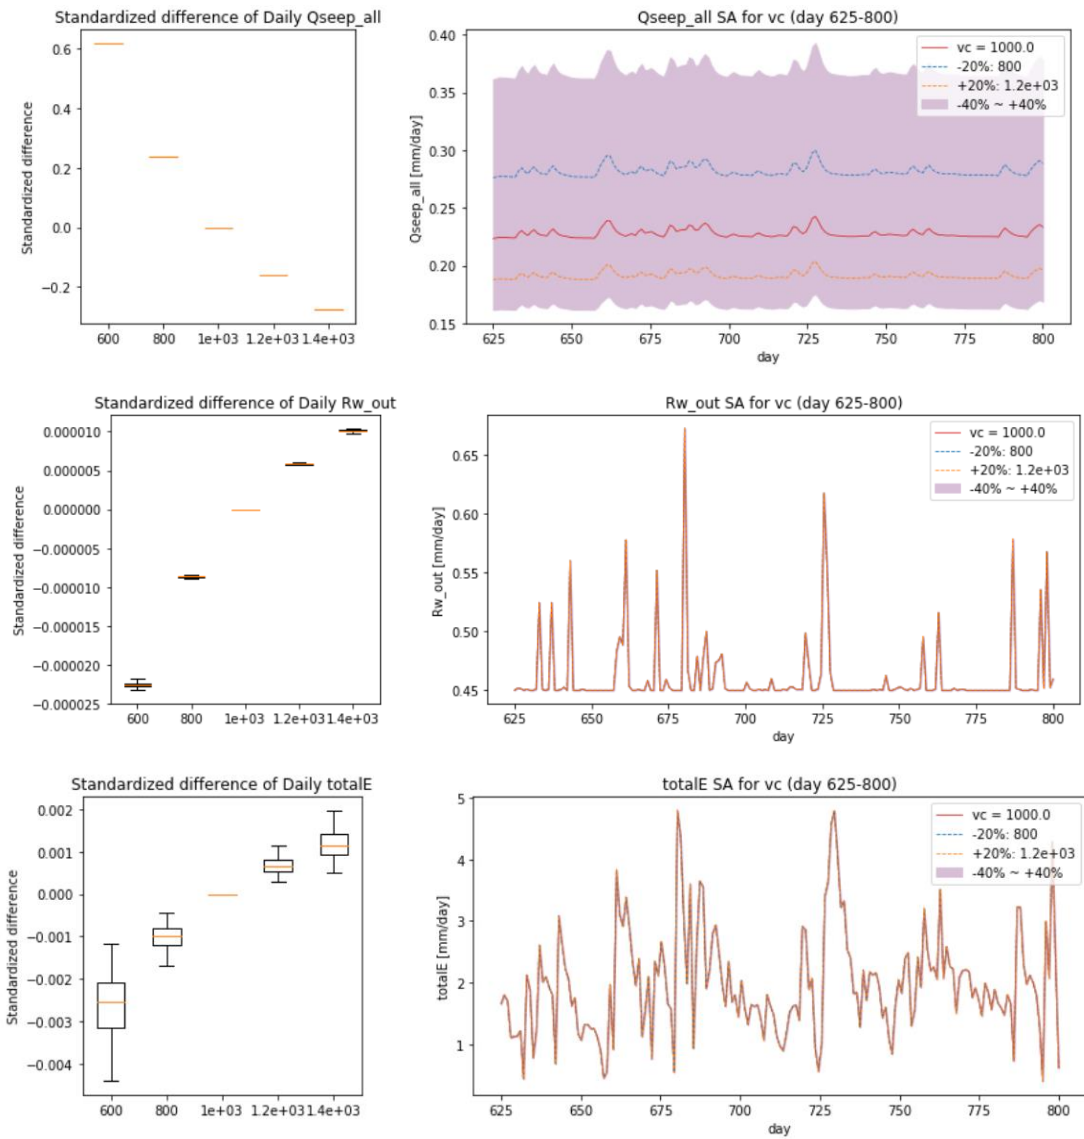 Standardized difference of Daily Qseep_all
Standardized difference
0.6
0.4
0.2
0.0
−0.2
600 800 1e+03 1.2e+03 1.4e+03
Qseep_all SA for vc (day 625-800)
Qseep_all [mm/day]
0.40
0.35
0.30
0.25
0.20
0.15
625 650 675 700 725 750 775 800
day
vc = 1000.0
-20%: 800
+20%: 1.2e+03
-40% ~ +40%
Standardized difference of Daily Rw_out
Standardized difference
0.000010
0.000005
0.000000
−0.000005
−0.000010
−0.000015
−0.000020
−0.000025
600 800 1e+03 1.2e+03 1.4e+03
Rw_out SA for vc (day 625-800)
Rw_out [mm/day]
0.65
0.60
0.55
0.50
0.45
625 650 675 700 725 750 775 800
day
vc = 1000.0
-20%: 800
+20%: 1.2e+03
-40% ~ +40%
Standardized difference of Daily totalE
Standardized difference
0.002
0.001
0.000
−0.001
−0.002
−0.003
−0.004
600 800 1e+03 1.2e+03 1.4e+03
totalE SA for vc (day 625-800)
totalE [mm/day]
5
4
3
2
1
625 650 675 700 725 750 775 800
day
vc = 1000.0
-20%: 800
+20%: 1.2e+03
-40% ~ +40%